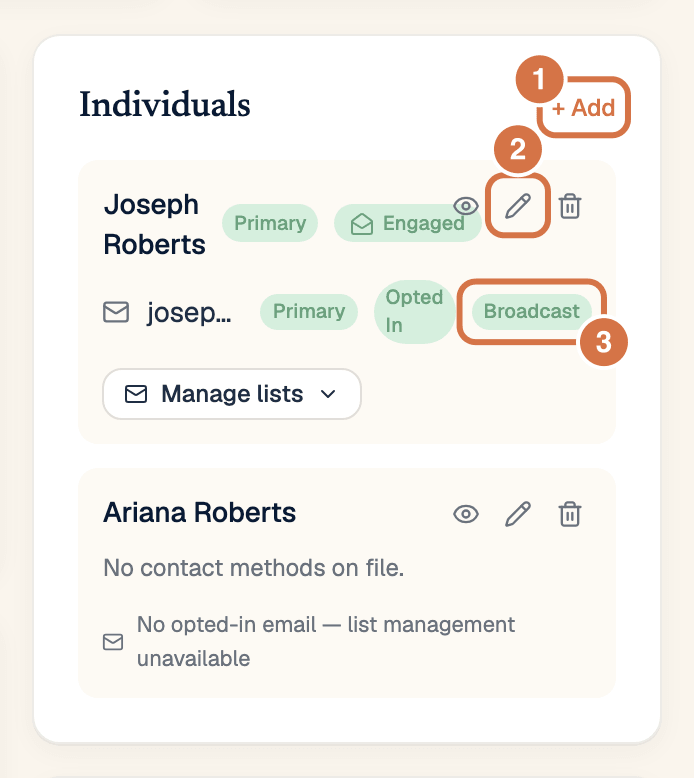 Individuals
1
+ Add
2
Joseph
Roberts
Primary
Engaged
josep...
Primary
Opted
In
Broadcast
3
Manage lists
Ariana Roberts
No contact methods on file.
No opted-in email — list management
unavailable